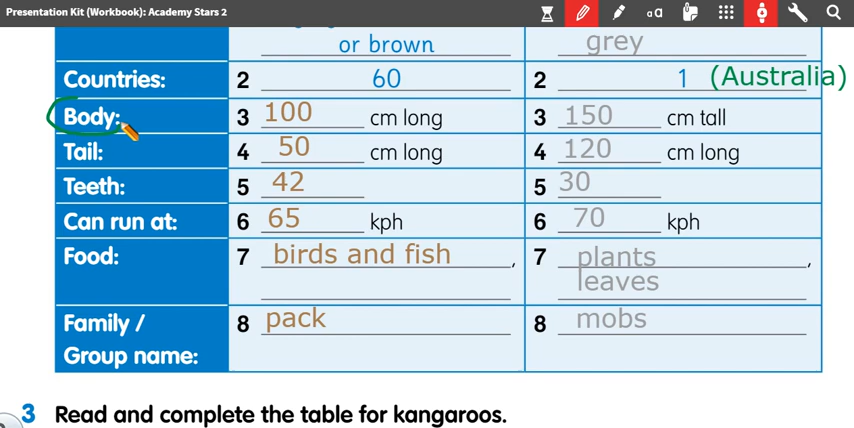 Presentation Kit (Workbook): Academy Stars 2
or brown
grey
Countries: 2 60 2 1 (Australia)
Body: 3 100 cm long 3 150 cm tall
Tail: 4 50 cm long 4 120 cm long
Teeth: 5 42 5 30
Can run at: 6 65 kph 6 70 kph
Food: 7 birds and fish , 7 plants ,
leaves
Family / 8 pack 8 mobs
Group name:
3 Read and complete the table for kangaroos.